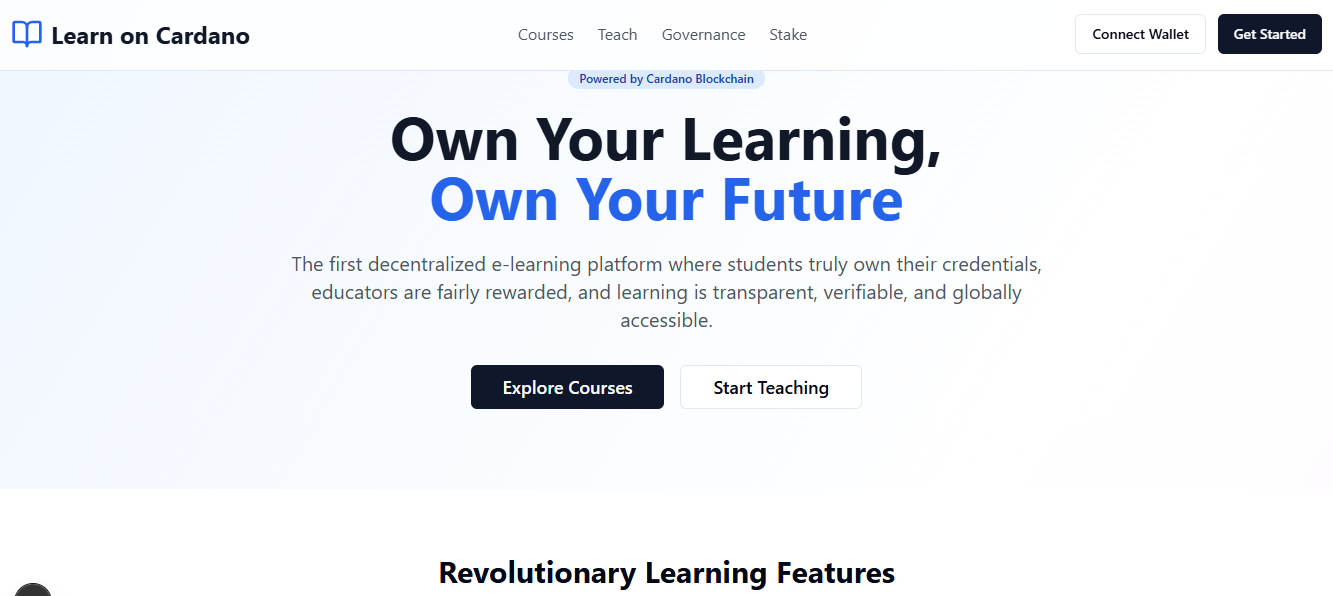 Learn on Cardano
Courses Teach Governance Stake
Connect Wallet
Get Started
Powered by Cardano Blockchain
Own Your Learning,
Own Your Future
The first decentralized e-learning platform where students truly own their credentials,
educators are fairly rewarded, and learning is transparent, verifiable, and globally
accessible.
Explore Courses
Start Teaching
Revolutionary Learning Features